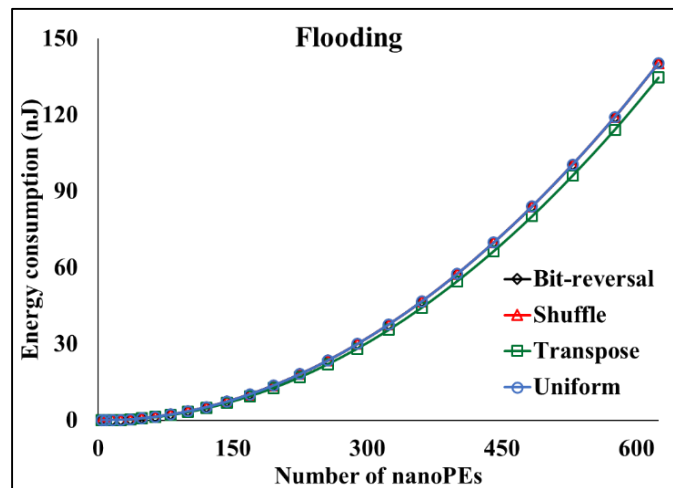 Flooding
Energy consumption (nJ)
150
120
90
60
30
0
0 150 300 450 600
Number of nanoPEs
Bit-reversal
Shuffle
Transpose
Uniform